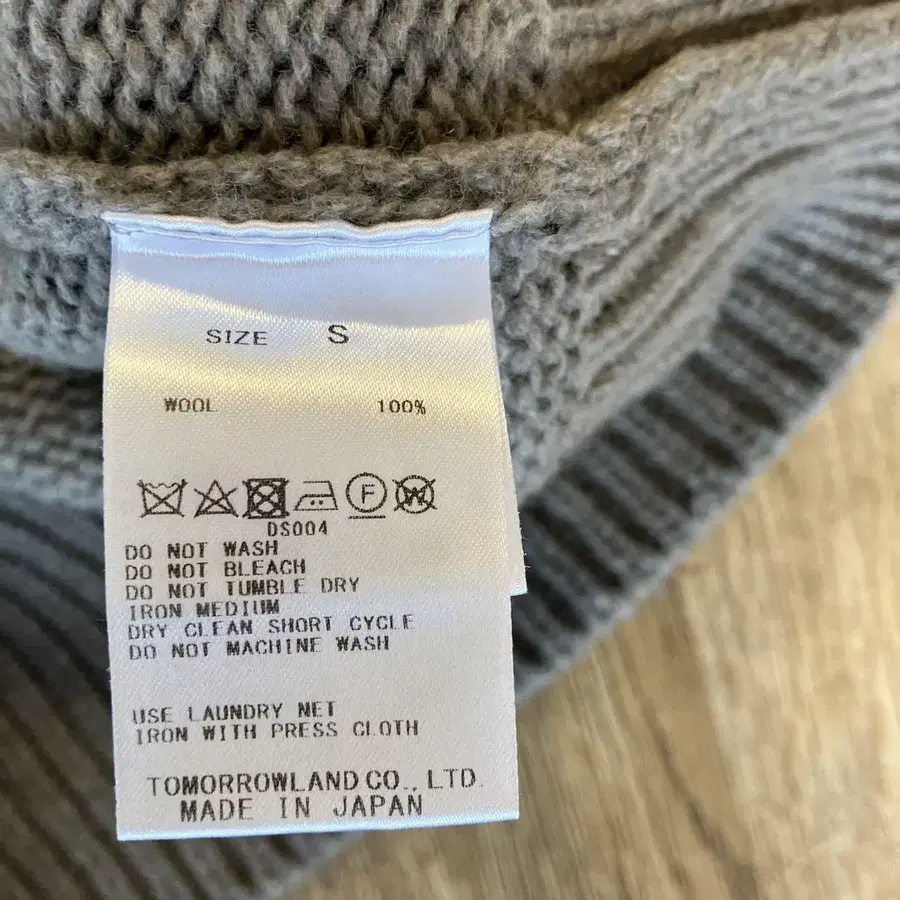 SIZE S
WOOL 100%
F W
DS004
DO NOT WASH
DO NOT BLEACH
DO NOT TUMBLE DRY
IRON MEDIUM
DRY CLEAN SHORT CYCLE
DO NOT MACHINE WASH
USE LAUNDRY NET
IRON WITH PRESS CLOTH
TOMORROWLAND CO., LTD.
MADE IN JAPAN